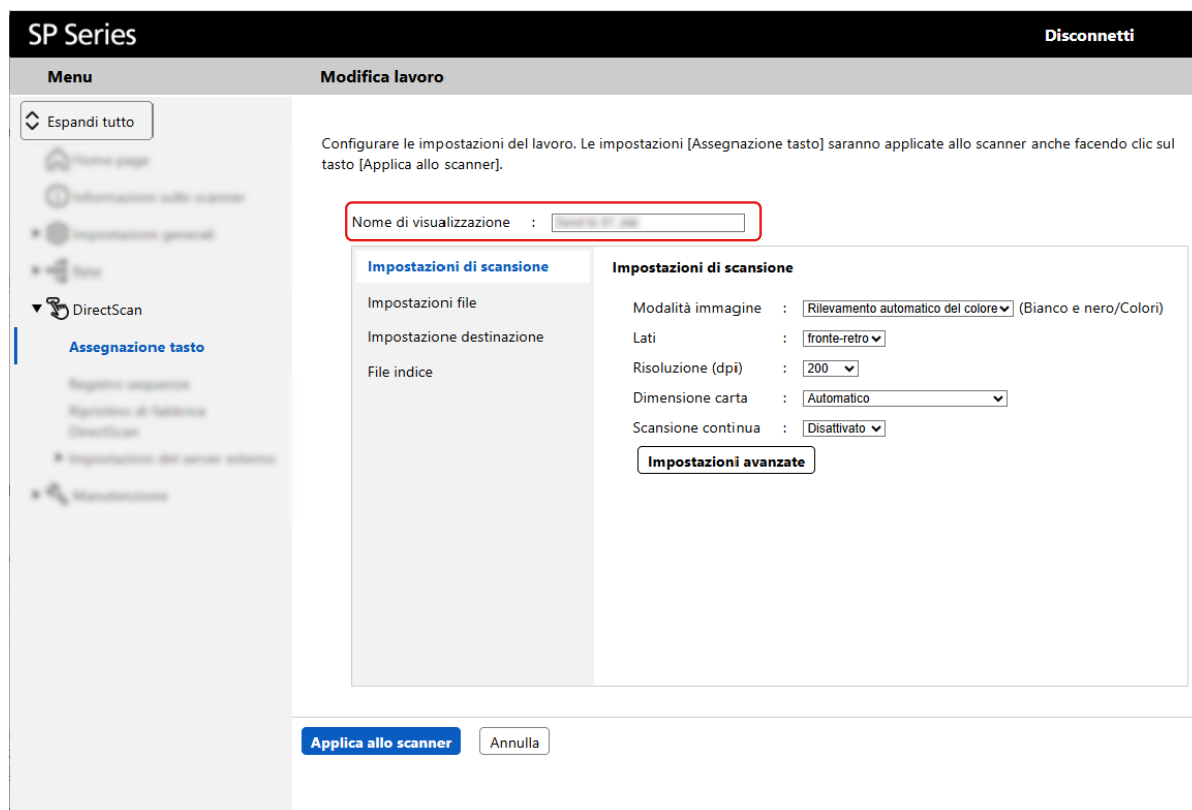 SP Series
Disconnetti
Menu
Modifica lavoro
Espandi tutto
DirectScan
Assegnazione tasto
Configurare le impostazioni del lavoro. Le impostazioni [Assegnazione tasto] saranno applicate allo scanner anche facendo clic sul
tasto [Applica allo scanner].
Nome di visualizzazione :
Impostazioni di scansione
Impostazioni file
Impostazione destinazione
File indice
Impostazioni di scansione
Modalità immagine : Rilevamento automatico del colore (Bianco e nero/Colori)
Lati : fronte-retro
Risoluzione (dpi) : 200
Dimensione carta : Automatico
Scansione continua : Disattivato
Impostazioni avanzate
Applica allo scanner
Annulla